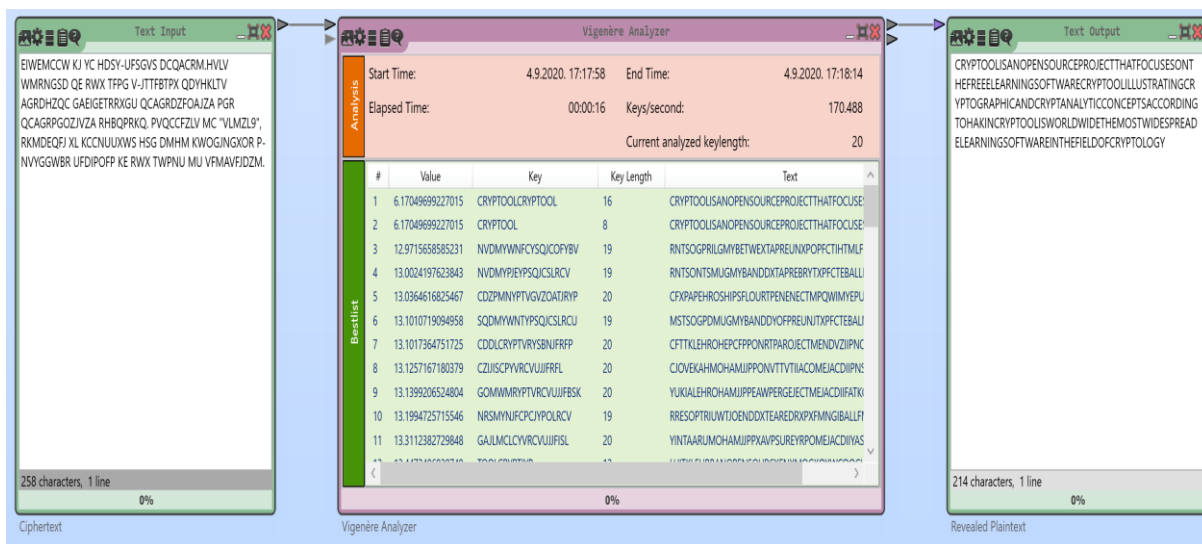 Text Input
EIWEMCCW KJ YC HDSY-UFSGVS DCQACRM.HVLV
WMRNGSD QE RWX TFPG V-JTTFBTPX QDYHKLTV
AGRDHZQC GAEIGETRRXGU QCAGRDZFOAJZA PGR
QCAGRPGOZJVZA RHBQPRKQ. PVQCCFZLV MC "VLMZL9",
RKMDEQFJ XL KCCNUUXWS HSG DMHM KWOGJNGXOR P-
NVYGGWBR UFDIPOFP KE RWX TWPNU MU VFMAVFJDZM.
258 characters, 1 line
0%
Ciphertext
Vigenère Analyzer
Analysis
Start Time: 4.9.2020. 17:17:58 End Time: 4.9.2020. 17:18:14
Elapsed Time: 00:00:16 Keys/second: 170.488
Current analyzed keylength: 20
Bestlist
# Value Key Key Length Text
1 6.17049699227015 CRYPTOOLCRYPTOOL 16 CRYPTOOLISANOPENSOURCEPROJECTTHATFOCUSE
2 6.17049699227015 CRYPTOOL 8 CRYPTOOLISANOPENSOURCEPROJECTTHATFOCUSE
3 12.9715658585231 NVDMYWNFCYSQJCOFYBV 19 RNTSOGPRILGMYBETWEXTAPREUNXPOPFCTIHTMLF
4 13.0024197623843 NVDMYPJEYPSQJCSLRCV 19 RNTSONTSMUGMYBANDDXTAPREBRYTXPFCTEBALL
5 13.0364616825467 CDZPMNYPTVGVZOATJRYP 20 CFXPAPEHROSHIPSFLOURTPENENECTMPQWIMYEPU
6 13.1010719094958 SQDMYWNTYPSQJCSLRCU 19 MSTSOGPDMUGMYBANDDYOFPREUNJTXPFCTEBAL
7 13.1017364751725 CDDLCRYPTVRYSBNJFRFP 20 CFTTKLEHROHEPCFPPONRTPAROJECTMENDVZIIPNC
8 13.1257167180379 CZIJISCPYVRCVUJJFRFL 20 CJOVEKAHMOHAMJJPPONVTTVTIIACOMEJACDIIPNS
9 13.1399206524804 GOMWMRYPTVRCVUJJFBSK 20 YUKIALEHROHAMJJPPEAWPERGEJECTMEJACDIIFATK
10 13.1994725715546 NRSMYNJFCPCJYPOLRCV 19 RRESOPTRIUWTJOENDDXTEAREDRXPXFMNGIBALLF
11 13.3112382729848 GAJLMCLCYVRCVUJJFISL 20 YINTAARUMOHAMJJPPXAVPSUREYRPOMEJACDIIYAS
0%
Vigenère Analyzer
Text Output
CRYPTOOLISANOPENSOURCEPROJECTTHATFOCUSESONT
HEFREEELEARNINGSOFTWARECRYPTOOLILLUSTRATINGCR
YPTOGRAPHICANDCRYPTANALYTICCONCEPTSACCORDING
TOHAKINCRYPTOOLISWORLDWIDETHEMOSTWIDESPREAD
ELEARNINGSOFTWAREINTHEFIELDOFCRYPTOLOGY
214 characters, 1 line
0%
Revealed Plaintext